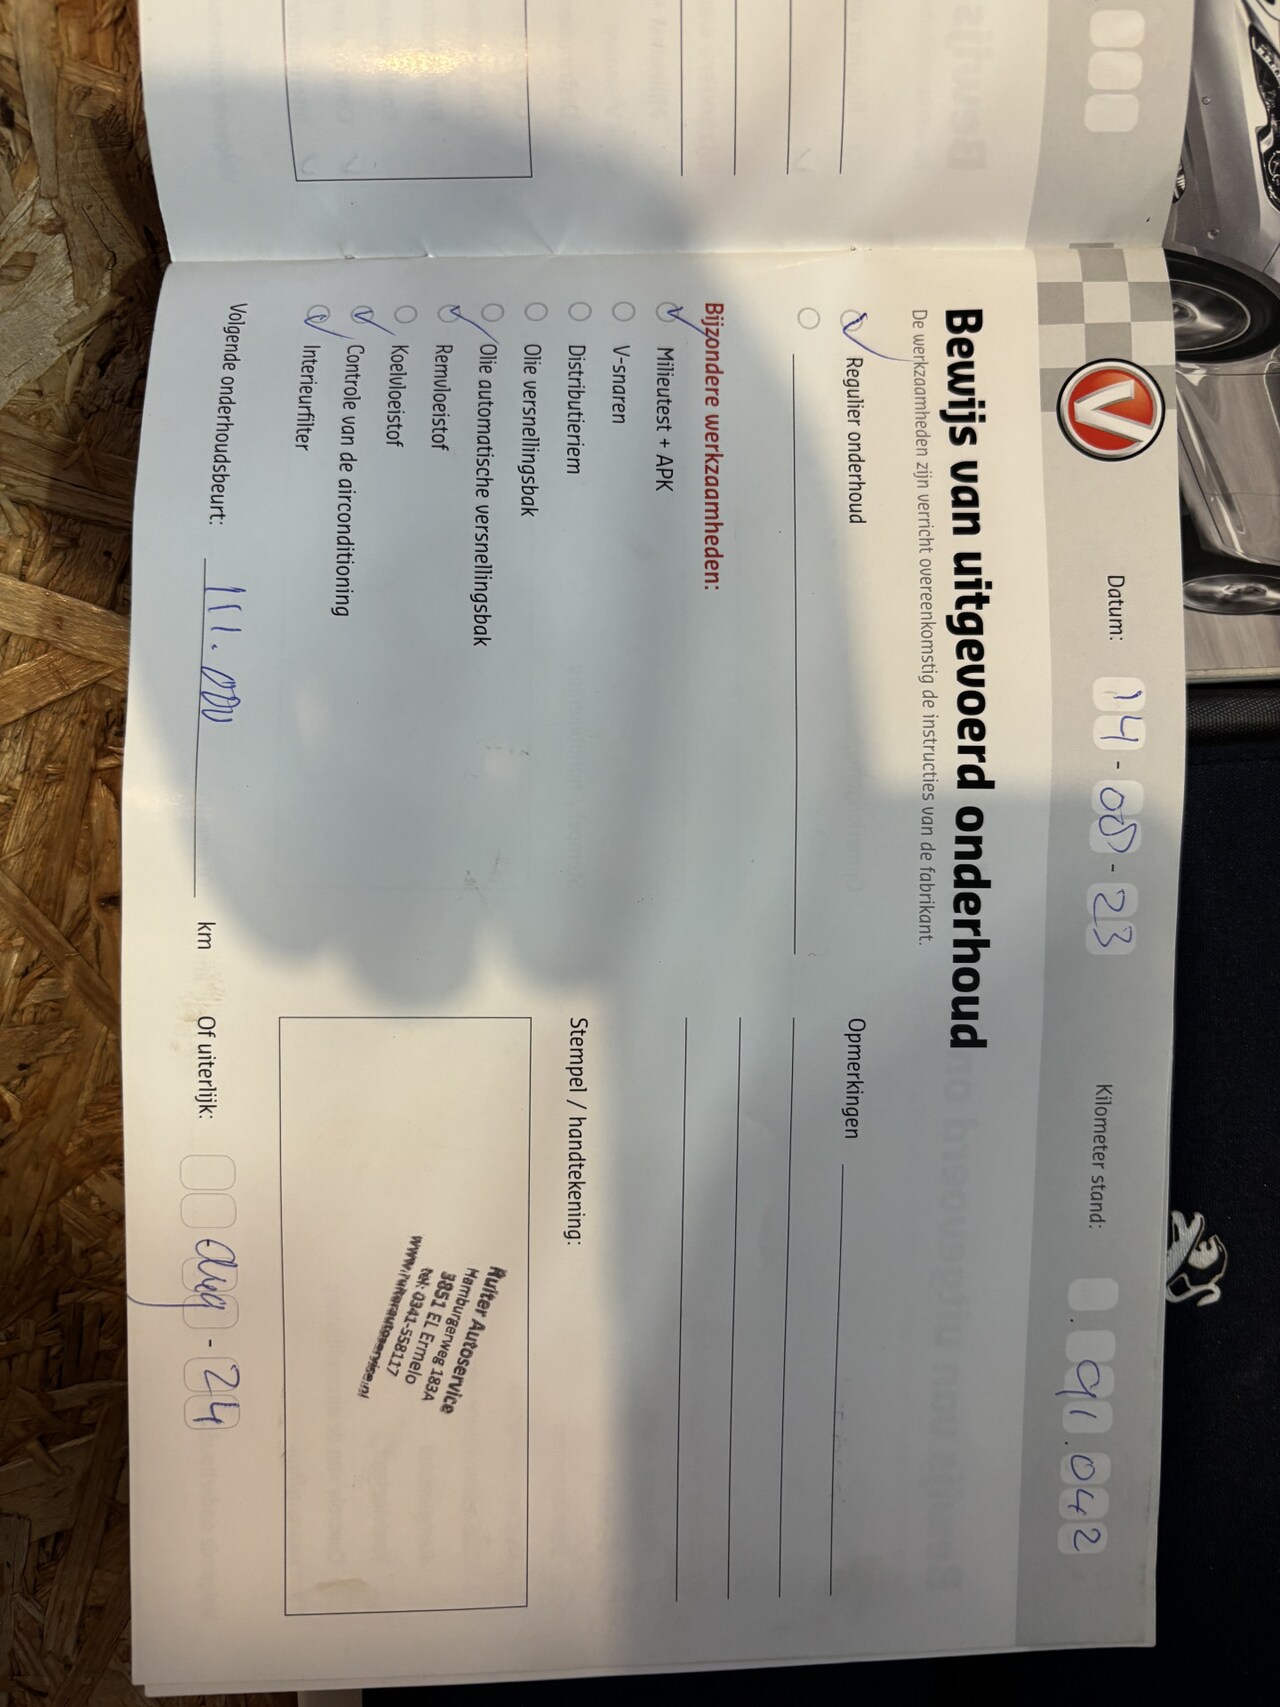 Datum: 14 - 08 - 23
Kilometer stand: 91.042
V
Bewijs van uitgevoerd onderhoud
De werkzaamheden zijn verricht overeenkomstig de instructies van de fabrikant.
Regulier onderhoud
Opmerkingen
Bijzondere werkzaamheden:
Milieutest + APK
V-snaren
Distributieriem
Olie versnellingsbak
Olie automatische versnellingsbak
Remvloeistof
Koelvloeistof
Controle van de airconditioning
Interieurfilter
Stempel / handtekening:
Ruiter Autoservice
Hamburgerweg 183A
3851 EL Ermelo
tel: 0341-558117
www.ruiterautoservice.nl
Volgende onderhoudsbeurt: 111.000 km Of uiterlijk: aug - 24